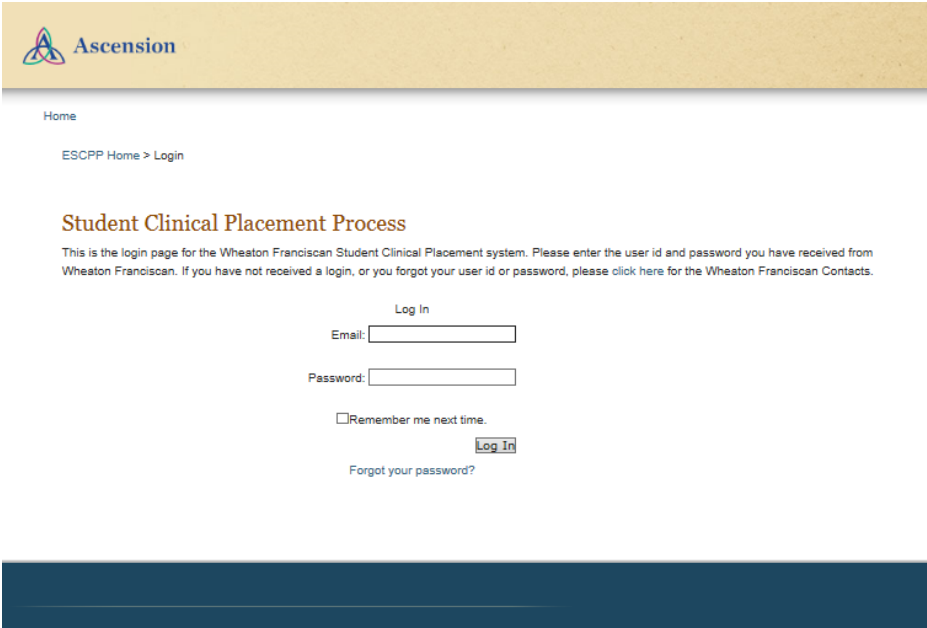 Ascension
Home
ESCPP Home > Login
Student Clinical Placement Process
This is the login page for the Wheaton Franciscan Student Clinical Placement system. Please enter the user id and password you have received from
Wheaton Franciscan. If you have not received a login, or you forgot your user id or password, please click here for the Wheaton Franciscan Contacts.
Log In
Email:
Password:
Remember me next time.
Log In
Forgot your password?